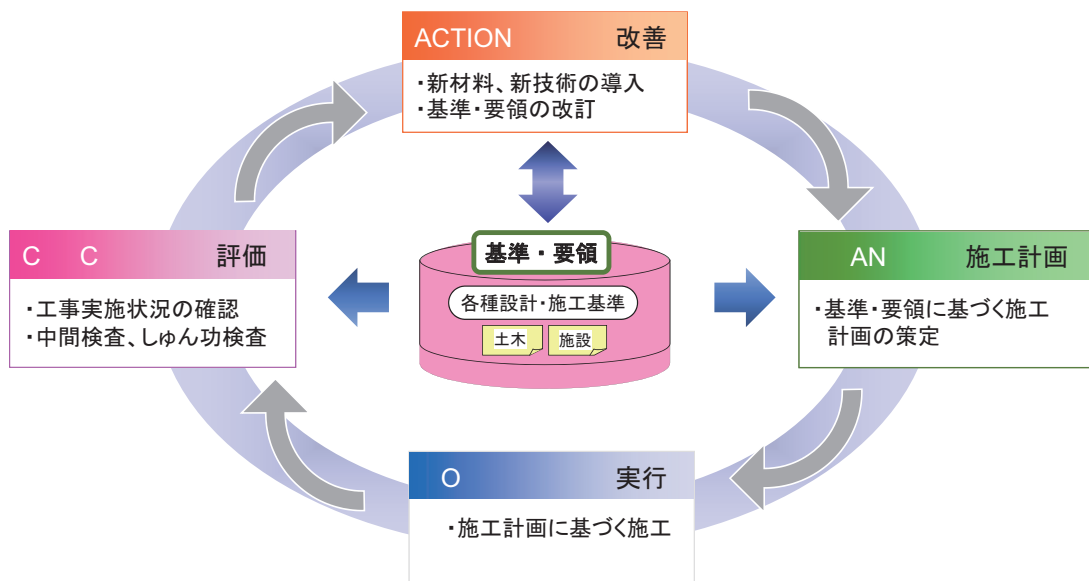 ACTION 改善
・新材料、新技術の導入
・基準・要領の改訂
C C 評価
・工事実施状況の確認
・中間検査、しゅん功検査
基準・要領
各種設計・施工基準
土木 施設
AN 施工計画
・基準・要領に基づく施工
計画の策定
O 実行
・施工計画に基づく施工